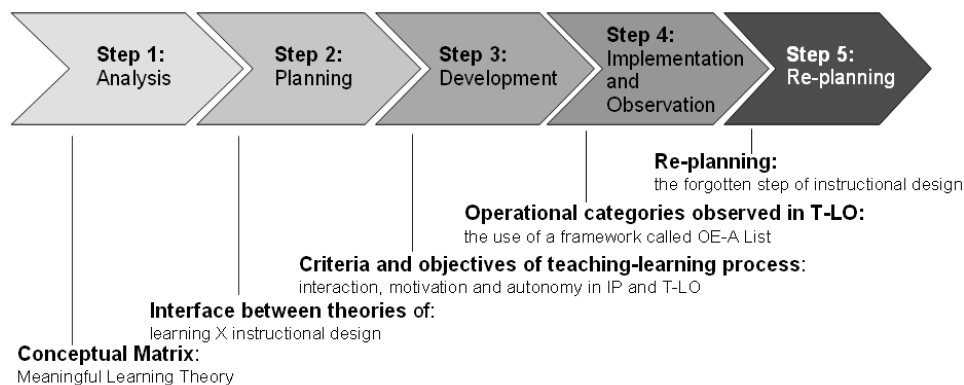 Step 1:
Analysis
Step 2:
Planning
Step 3:
Development
Step 4:
Implementation
and
Observation
Step 5:
Re-planning
Re-planning:
the forgotten step of instructional design
Operational categories observed in T-LO:
the use of a framework called OE-A List
Criteria and objectives of teaching-learning process:
interaction, motivation and autonomy in IP and T-LO
Interface between theories of:
learning X instructional design
Conceptual Matrix:
Meaningful Learning Theory